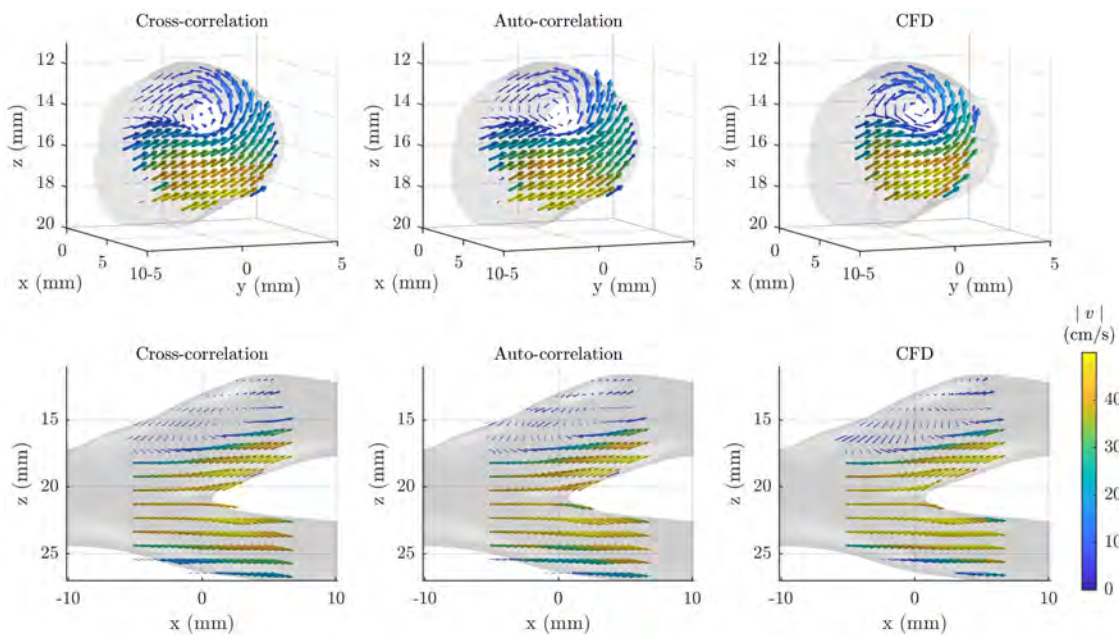 Cross-correlation Auto-correlation CFD
12 12 12
14 14 14
16 16 16
18 18 18
20 20 20
z (mm) z (mm) z (mm)
0 5 10-5 0 5 0 5 10-5 0 5 0 5 10-5 0 5
x (mm) y (mm) x (mm) y (mm) x (mm) y (mm)
| v |
(cm/s)
Cross-correlation Auto-correlation CFD
15 15 15
20 20 20
25 25 25
z (mm) z (mm) z (mm)
40
30
20
10
0
-10 0 10 -10 0 10 -10 0 10
x (mm) x (mm) x (mm)